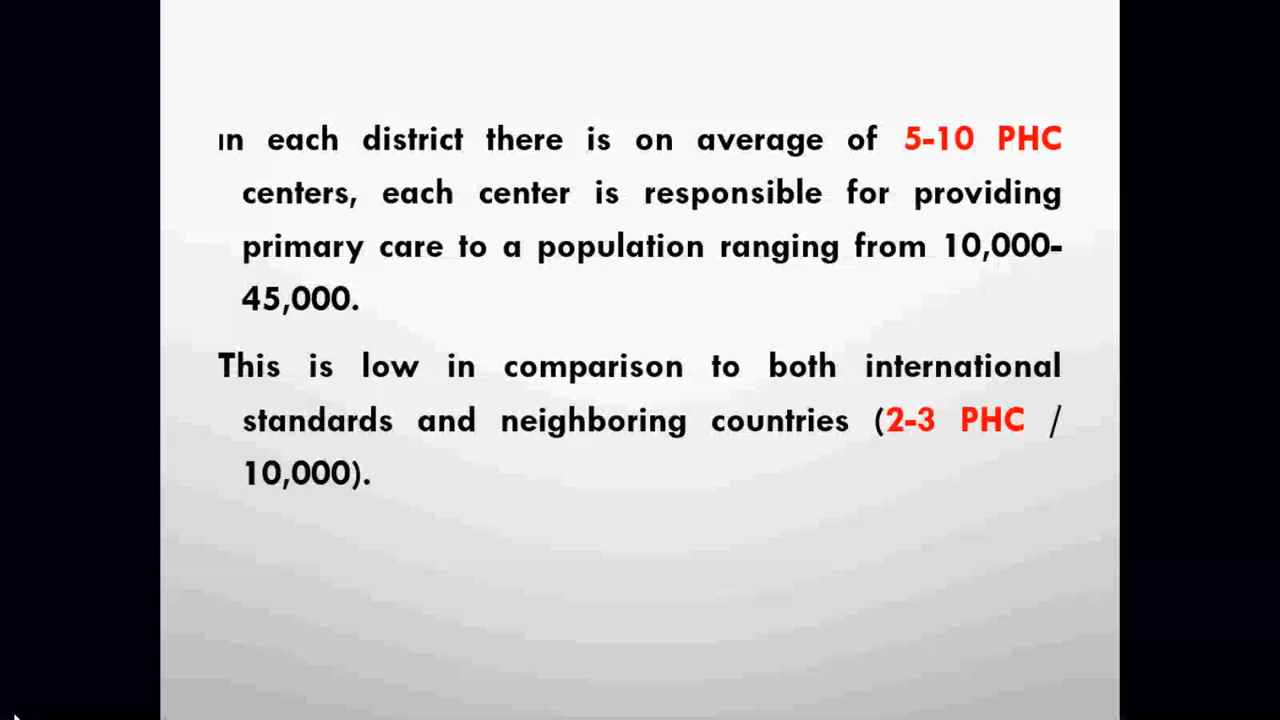 In each district there is on average of 5-10 PHC
centers, each center is responsible for providing
primary care to a population ranging from 10,000-
45,000.
This is low in comparison to both international
standards and neighboring countries (2-3 PHC /
10,000).